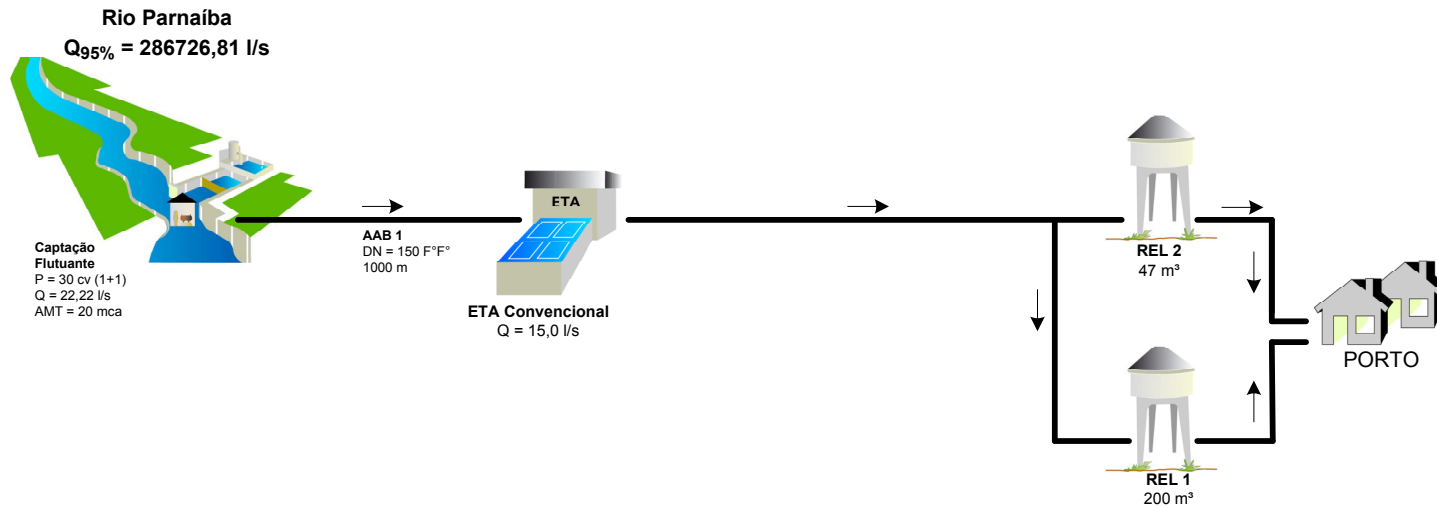 Rio Parnaíba
Q95% = 286726,81 l/s
Captação
Flutuante
P = 30 cv (1+1)
Q = 22,22 l/s
AMT = 20 mca
AAB 1
DN = 150 F°F°
1000 m
ETA
ETA Convencional
Q = 15,0 l/s
REL 2
47 m³
REL 1
200 m³
PORTO